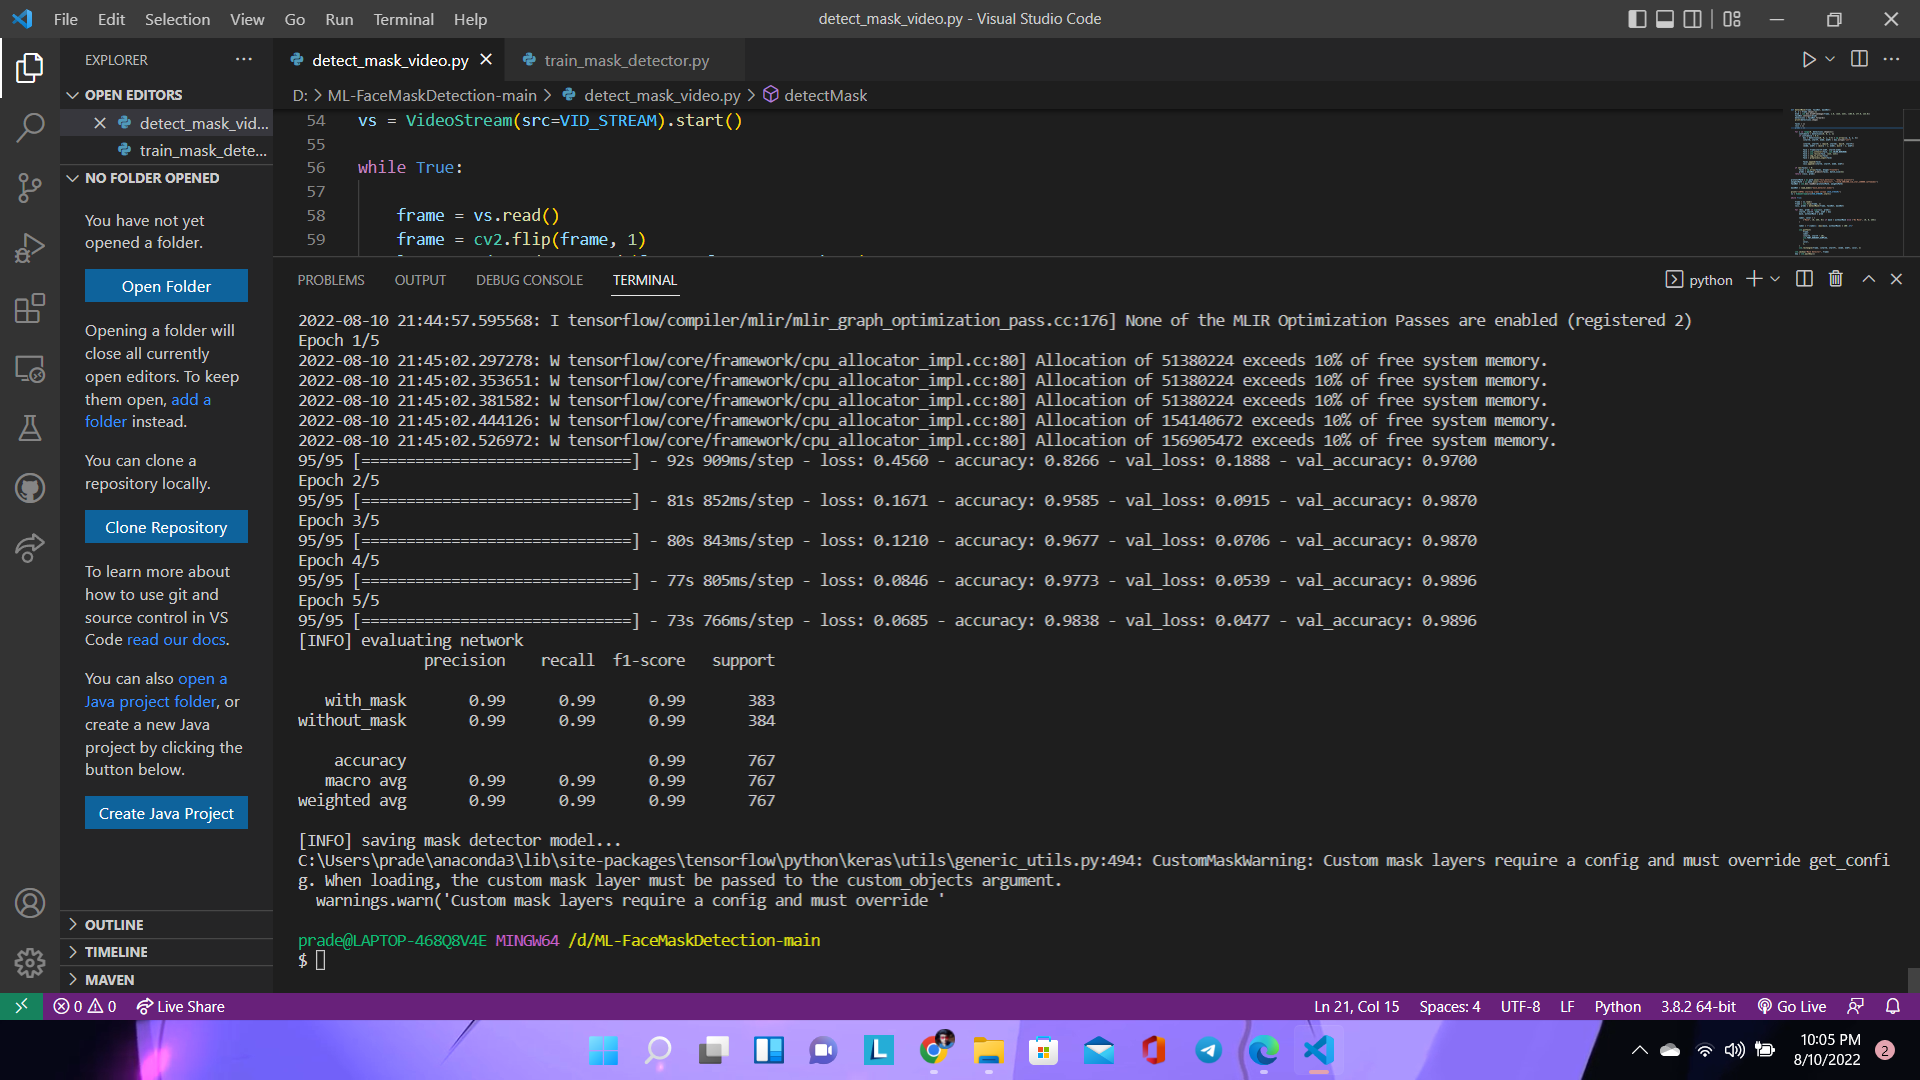 File Edit Selection View Go Run Terminal Help
detect_mask_video.py - Visual Studio Code
EXPLORER
OPEN EDITORS
detect_mask_vid...
train_mask_dete...
NO FOLDER OPENED
You have not yet
opened a folder.
Open Folder
Opening a folder will
close all currently
open editors. To keep
them open, add a
folder instead.
You can clone a
repository locally.
Clone Repository
To learn more about
how to use git and
source control in VS
Code read our docs.
You can also open a
Java project folder, or
create a new Java
project by clicking the
button below.
Create Java Project
OUTLINE
TIMELINE
MAVEN
detect_mask_video.py
train_mask_detector.py
D: > ML-FaceMaskDetection-main > detect_mask_video.py > detectMask
54 vs = VideoStream(src=VID_STREAM).start()
55
56 while True:
57
58 frame = vs.read()
59 frame = cv2.flip(frame, 1)
PROBLEMS OUTPUT DEBUG CONSOLE TERMINAL
python
2022-08-10 21:44:57.595568: I tensorflow/compiler/mlir/mlir_graph_optimization_pass.cc:176] None of the MLIR Optimization Passes are enabled (registered 2)
Epoch 1/5
2022-08-10 21:45:02.297278: W tensorflow/core/framework/cpu_allocator_impl.cc:80] Allocation of 51380224 exceeds 10% of free system memory.
2022-08-10 21:45:02.353651: W tensorflow/core/framework/cpu_allocator_impl.cc:80] Allocation of 51380224 exceeds 10% of free system memory.
2022-08-10 21:45:02.381582: W tensorflow/core/framework/cpu_allocator_impl.cc:80] Allocation of 51380224 exceeds 10% of free system memory.
2022-08-10 21:45:02.444126: W tensorflow/core/framework/cpu_allocator_impl.cc:80] Allocation of 154140672 exceeds 10% of free system memory.
2022-08-10 21:45:02.526972: W tensorflow/core/framework/cpu_allocator_impl.cc:80] Allocation of 156905472 exceeds 10% of free system memory.
95/95 [==============================] - 92s 909ms/step - loss: 0.4560 - accuracy: 0.8266 - val_loss: 0.1888 - val_accuracy: 0.9700
Epoch 2/5
95/95 [==============================] - 81s 852ms/step - loss: 0.1671 - accuracy: 0.9585 - val_loss: 0.0915 - val_accuracy: 0.9870
Epoch 3/5
95/95 [==============================] - 80s 843ms/step - loss: 0.1210 - accuracy: 0.9677 - val_loss: 0.0706 - val_accuracy: 0.9870
Epoch 4/5
95/95 [==============================] - 77s 805ms/step - loss: 0.0846 - accuracy: 0.9773 - val_loss: 0.0539 - val_accuracy: 0.9896
Epoch 5/5
95/95 [==============================] - 73s 766ms/step - loss: 0.0685 - accuracy: 0.9838 - val_loss: 0.0477 - val_accuracy: 0.9896
[INFO] evaluating network
precision recall f1-score support
with_mask 0.99 0.99 0.99 383
without_mask 0.99 0.99 0.99 384
accuracy 0.99 767
macro avg 0.99 0.99 0.99 767
weighted avg 0.99 0.99 0.99 767
[INFO] saving mask detector model...
C:\Users\prade\anaconda3\lib\site-packages\tensorflow\python\keras\utils\generic_utils.py:494: CustomMaskWarning: Custom mask layers require a config and must override get_confi
g. When loading, the custom mask layer must be passed to the custom_objects argument.
warnings.warn('Custom mask layers require a config and must override '
prade@LAPTOP-468Q8V4E MINGW64 /d/ML-FaceMaskDetection-main
$
0 0 Live Share
Ln 21, Col 15 Spaces: 4 UTF-8 LF Python 3.8.2 64-bit Go Live
10:05 PM
8/10/2022
2